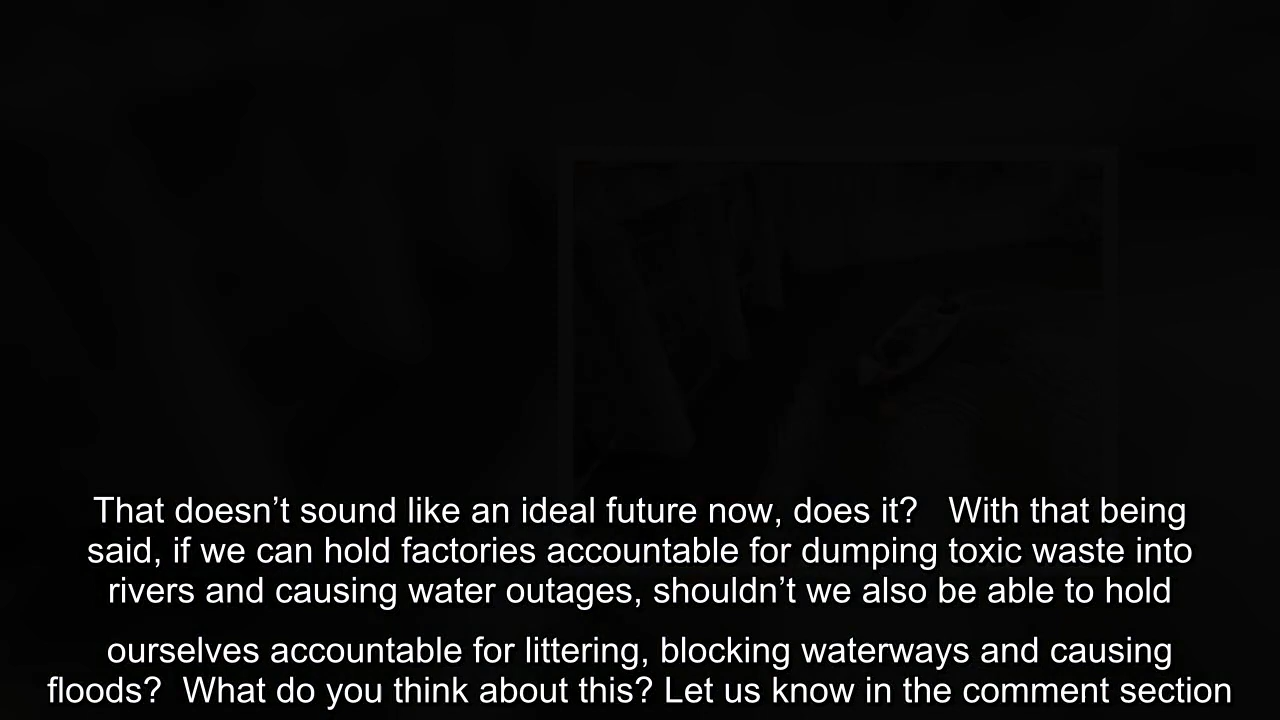 That doesn’t sound like an ideal future now, does it?   With that being
said, if we can hold factories accountable for dumping toxic waste into
rivers and causing water outages, shouldn’t we also be able to hold
ourselves accountable for littering, blocking waterways and causing
floods?  What do you think about this? Let us know in the comment section